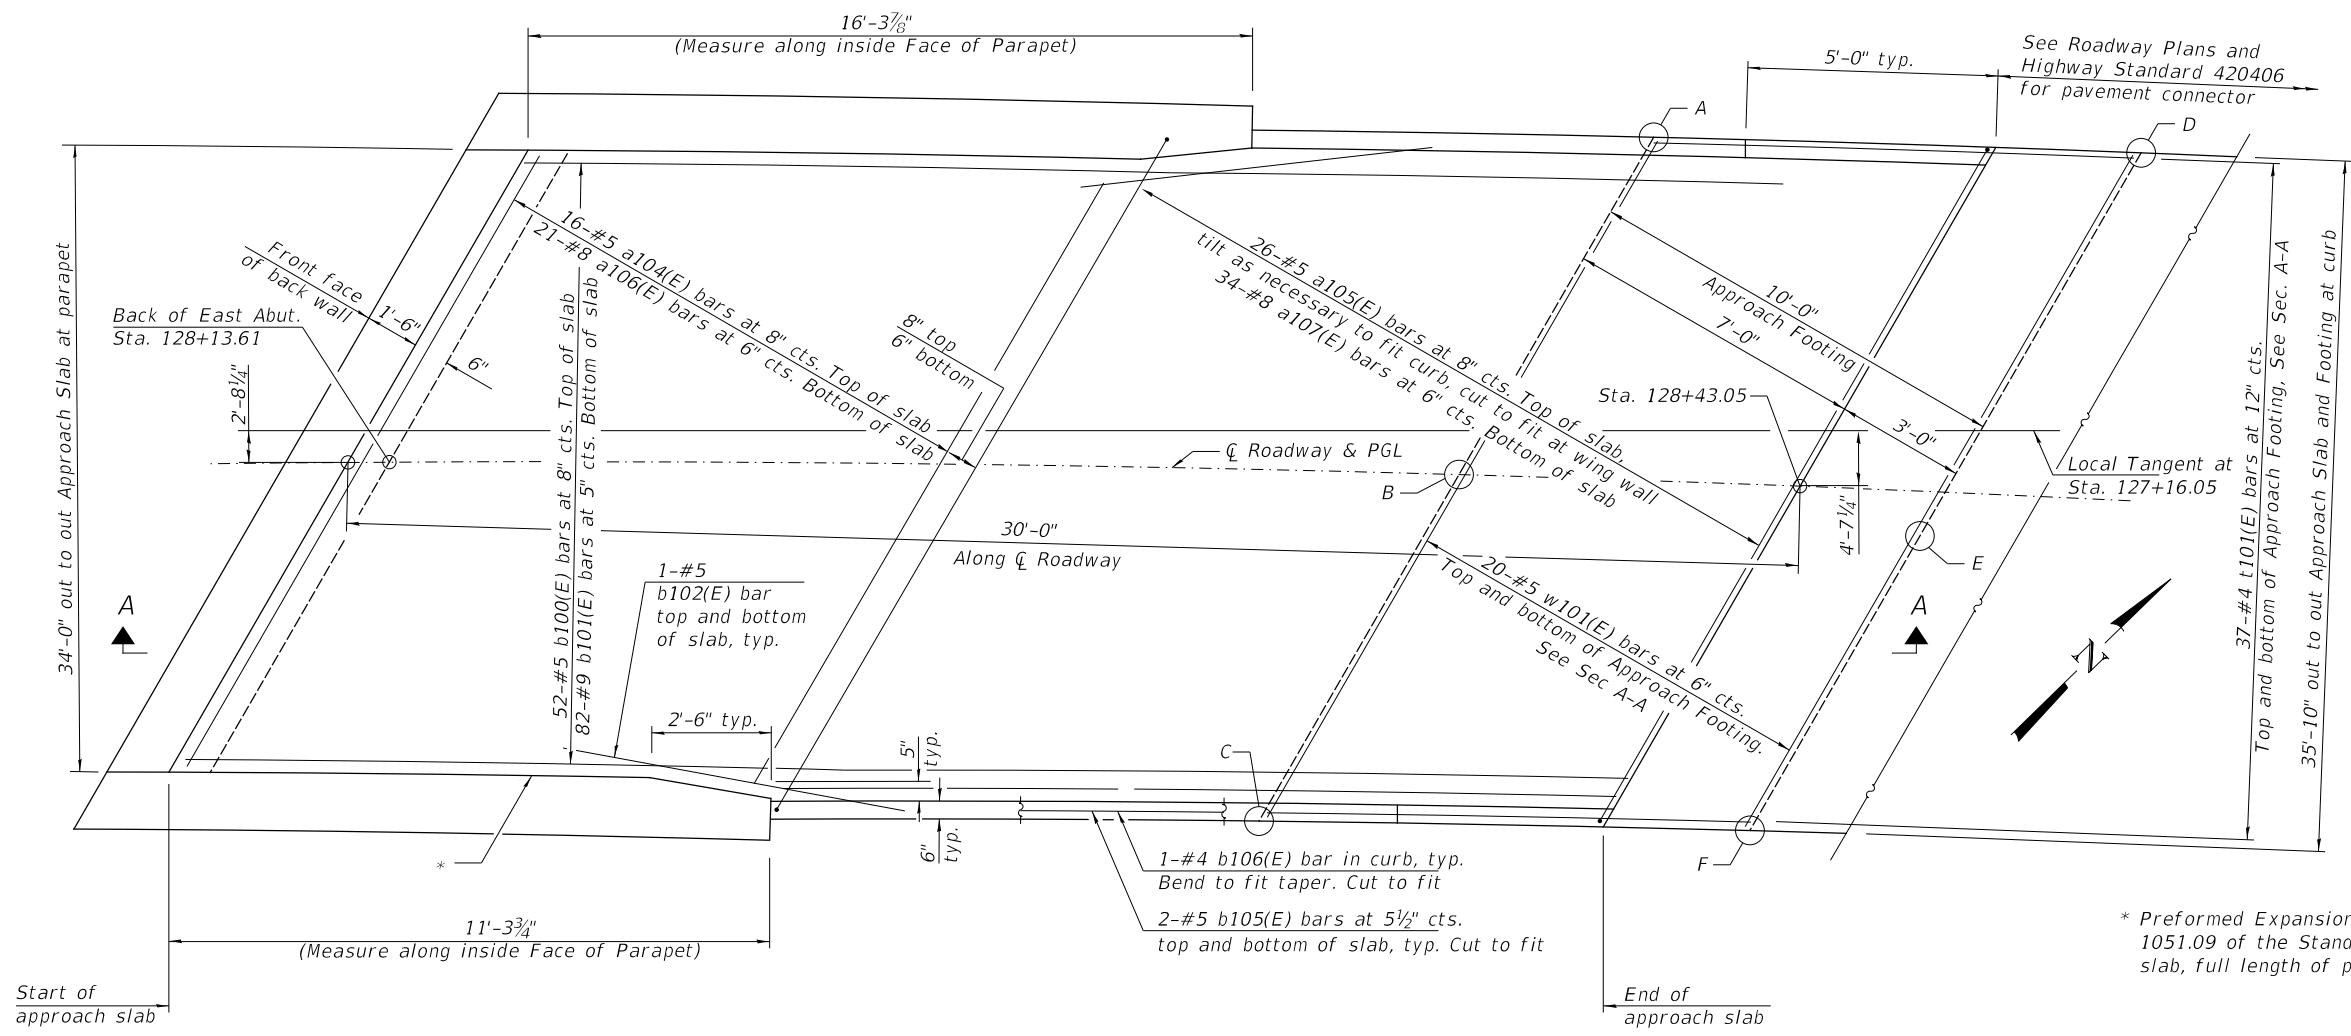 16'-3⅞"
(Measure along inside Face of Parapet)
5'-0" typ.
See Roadway Plans and
Highway Standard 420406
for pavement connector
A
D
34'-0" out to out Approach Slab at parapet
Front face
of back wall
1'-6"
Back of East Abut.
Sta. 128+13.61
2'-8¼"
6"
16-#5 a104(E) bars at 8" cts. Top of slab
21-#8 a106(E) bars at 6" cts. Bottom of slab
8" top
6" bottom
26-#5 a105(E) bars at 8" cts. Top of slab,
tilt as necessary to fit curb, cut to fit at wing wall
34-#8 a107(E) bars at 6" cts. Bottom of slab
10'-0"
Approach Footing
7'-0"
3'-0"
Sta. 128+43.05
℄ Roadway & PGL
B
Local Tangent at
Sta. 127+16.05
4'-7¼"
30'-0"
Along ℄ Roadway
E
52-#5 b100(E) bars at 8" cts. Top of slab
82-#9 b101(E) bars at 5" cts. Bottom of slab
1-#5
b102(E) bar
top and bottom
of slab, typ.
20-#5 w101(E) bars at 6" cts.
Top and bottom of Approach Footing.
See Sec A-A
A
A
N
37-#4 t101(E) bars at 12" cts.
Top and bottom of Approach Footing, See Sec. A-A
35'-10" out to out Approach Slab and Footing at curb
2'-6" typ.
5"
typ.
C
6"
typ.
F
*
1-#4 b106(E) bar in curb, typ.
Bend to fit taper. Cut to fit
2-#5 b105(E) bars at 5½" cts.
top and bottom of slab, typ. Cut to fit
11'-3¾"
(Measure along inside Face of Parapet)
Start of
approach slab
End of
approach slab
* Preformed Expansion
1051.09 of the Stand
slab, full length of p